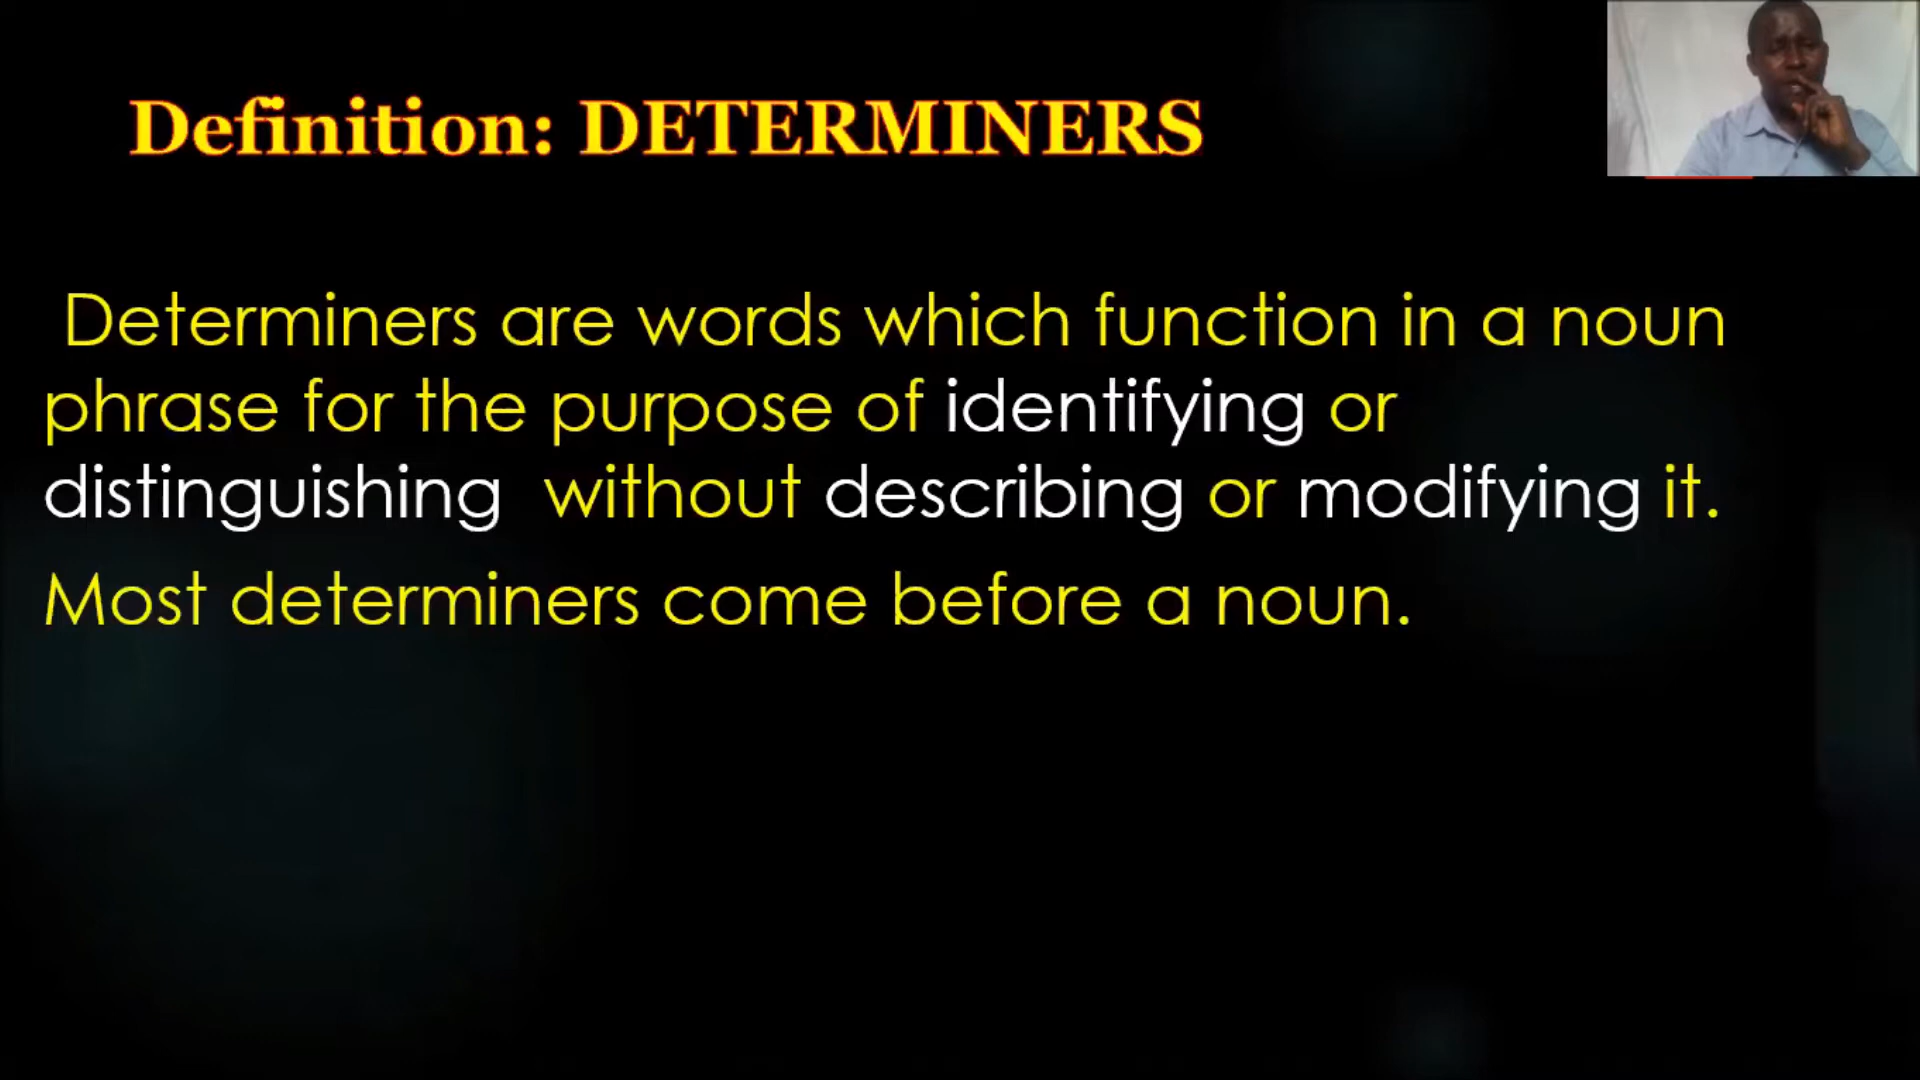 Definition: DETERMINERS
Determiners are words which function in a noun
phrase for the purpose of identifying or
distinguishing  without describing or modifying it.
Most determiners come before a noun.